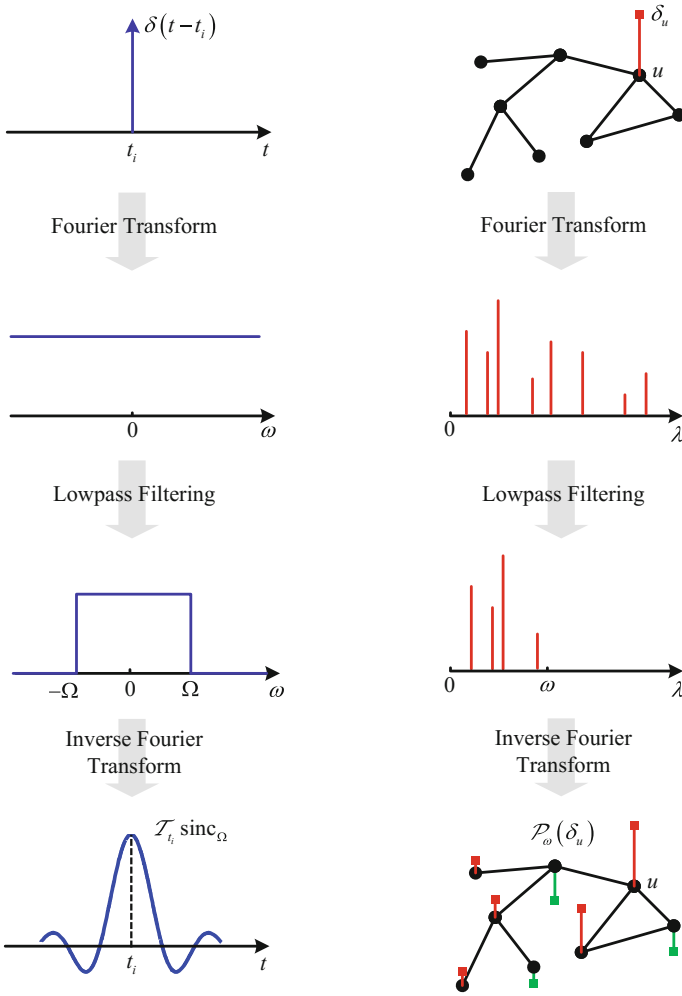 δ(t−t_i)
t_i
t
δ_u
u
Fourier Transform
Fourier Transform
0
ω
0
λ
Lowpass Filtering
Lowpass Filtering
−Ω
0
Ω
ω
0
ω
λ
Inverse Fourier
Transform
Inverse Fourier
Transform
𝒯_{t_i} sinc_Ω
t_i
t
𝒫_ω(δ_u)
u